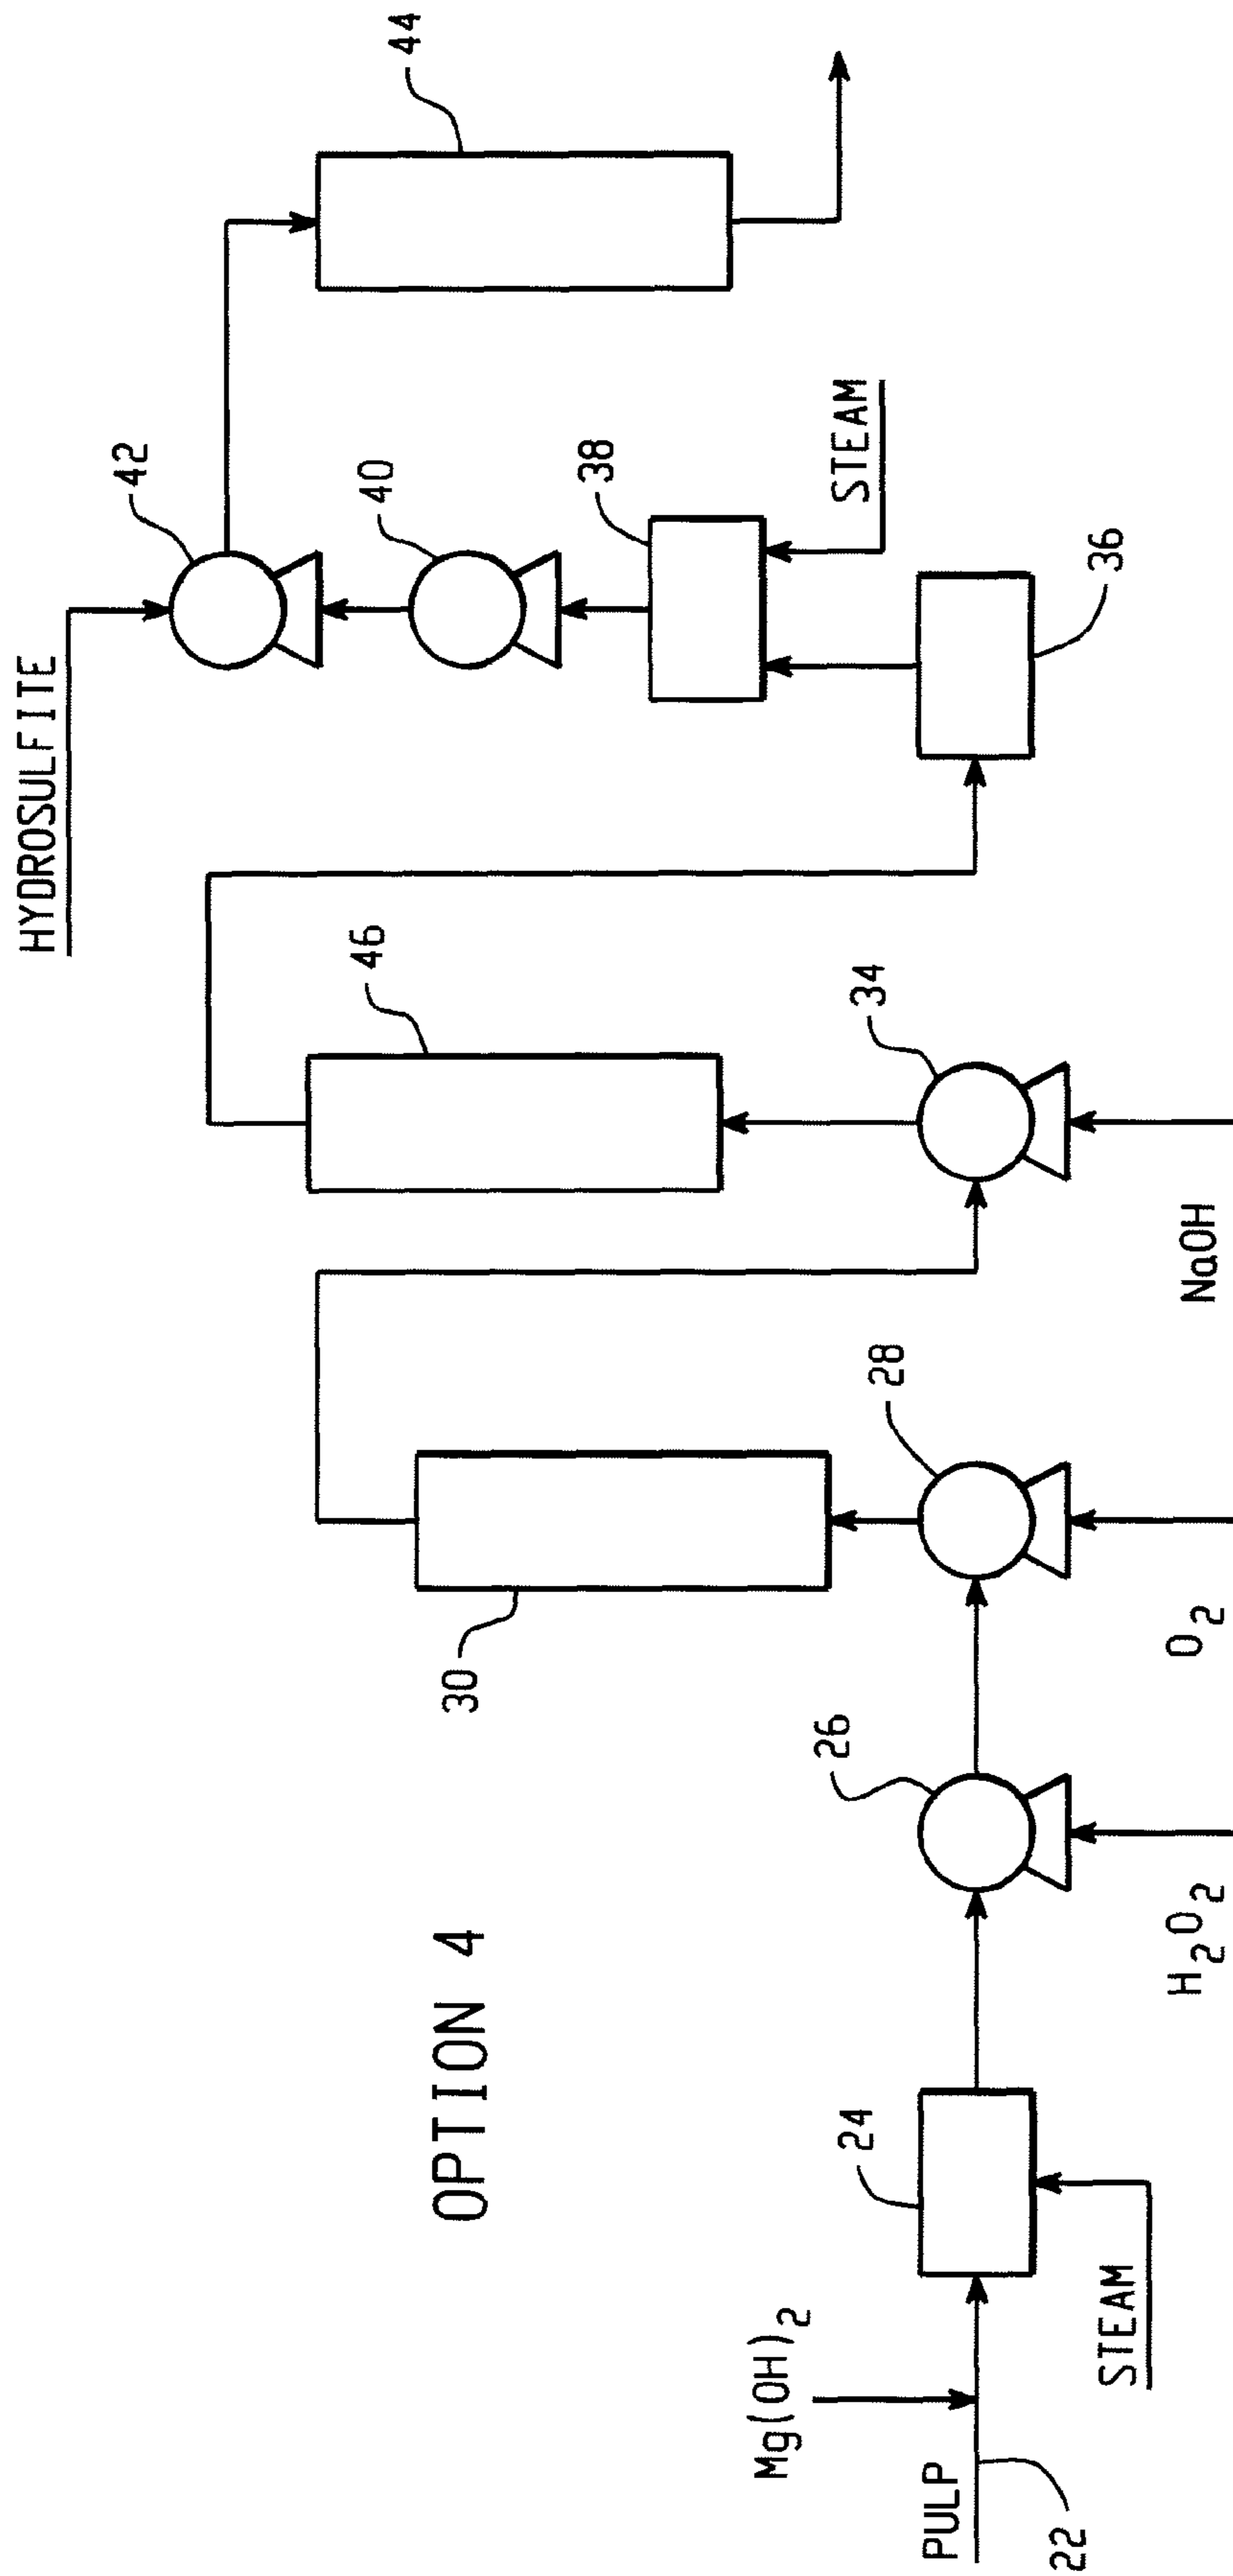 OPTION 4
HYDROSULFITE
42
44
40
38
STEAM
36
46
34
NaOH
30
28
O2
26
H2O2
24
STEAM
Mg(OH)2
PULP
22